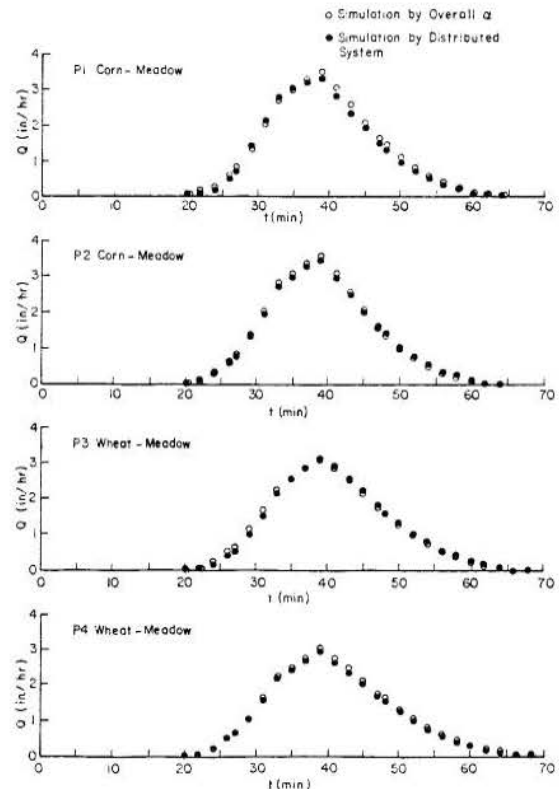 ○ Simulation by Overall α
● Simulation by Distributed
System
P1 Corn-Meadow
Q (in/hr)
4
3
2
1
0
0 10 20 30 40 50 60 70
t(min)
P2 Corn-Meadow
Q (in/hr)
4
3
2
1
0
0 10 20 30 40 50 60 70
t (min)
P3 Wheat-Meadow
Q (in/hr)
4
3
2
1
0
0 10 20 30 40 50 60 70
t(min)
P4 Wheat-Meadow
Q (in/hr)
4
3
2
1
0
0 10 20 30 40 50 60 70
t (min)